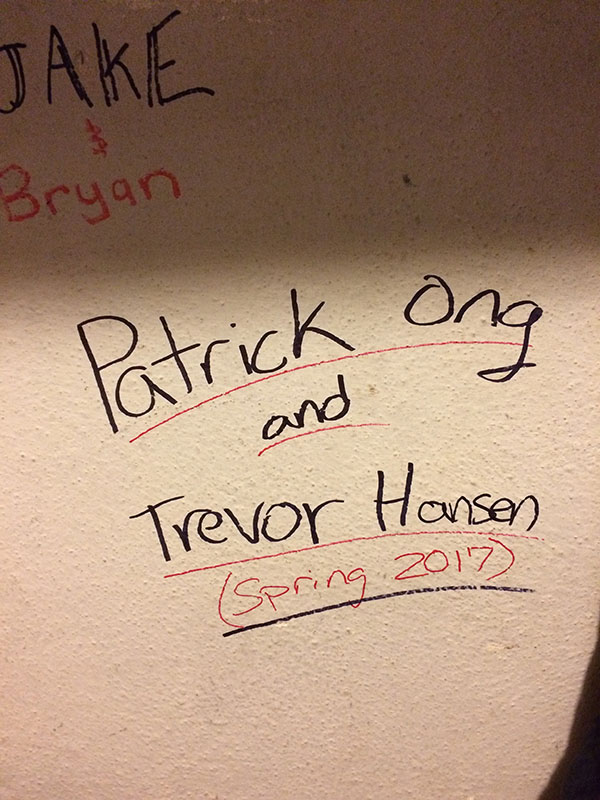 JAKE
&
Bryan
Patrick Ong
and
Trevor Hansen
(Spring 2017)